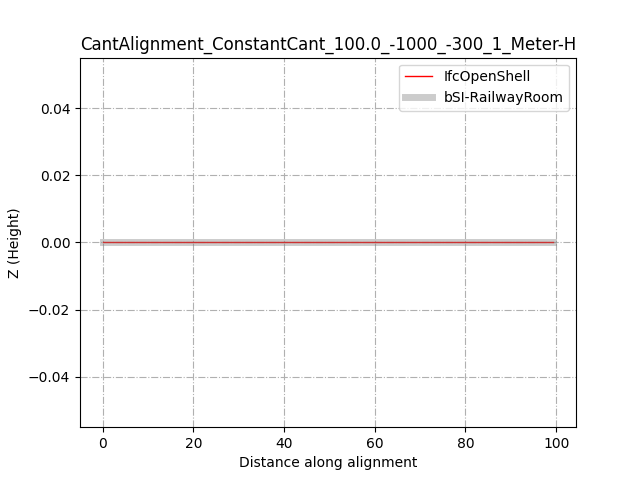 CantAlignment_ConstantCant_100.0_-1000_-300_1_Meter-H
IfcOpenShell
bSI-RailwayRoom
0.04
0.02
0.00
−0.02
−0.04
Z (Height)
0 20 40 60 80 100
Distance along alignment